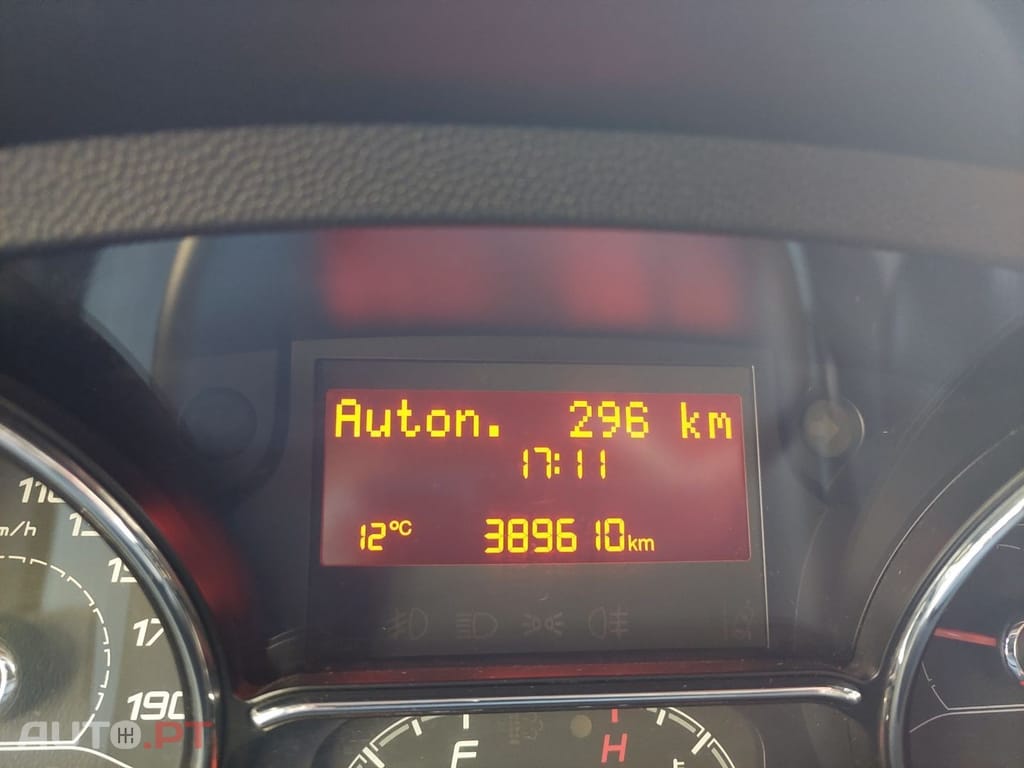 Auton. 296 km
17:11
12°C 389610km
190
F H
AUTO.PT